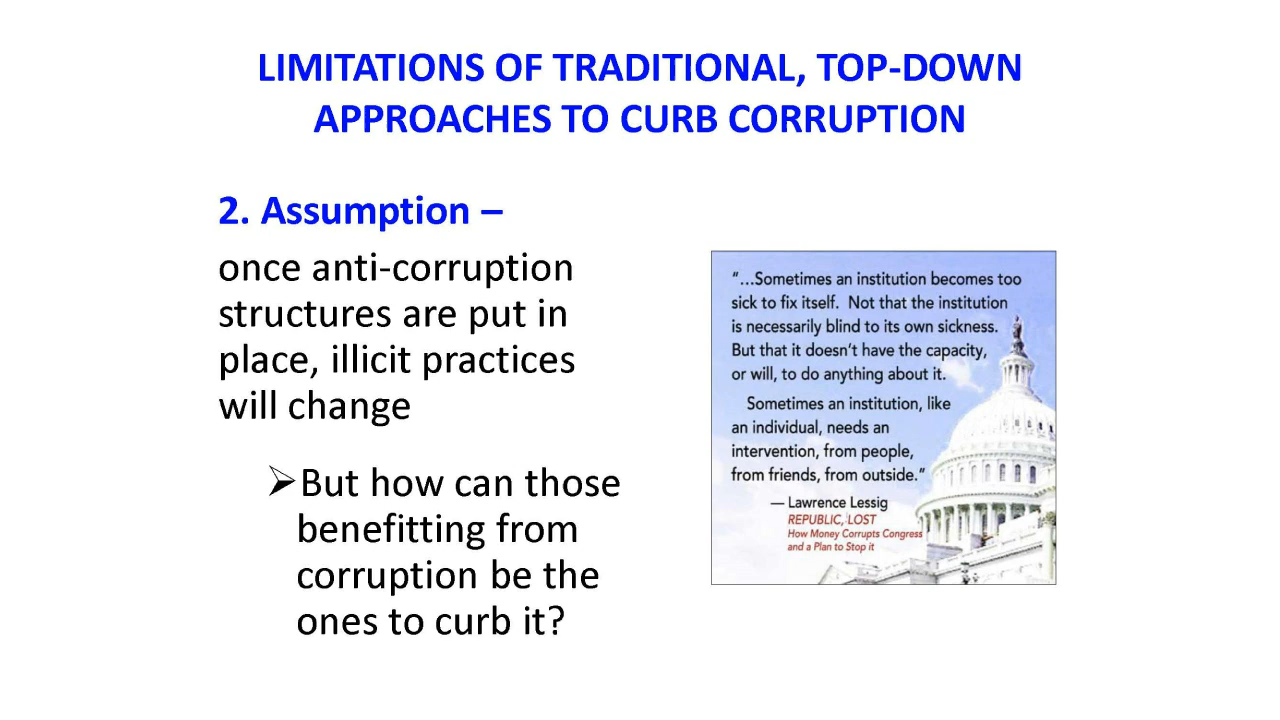 LIMITATIONS OF TRADITIONAL, TOP-DOWN
APPROACHES TO CURB CORRUPTION
2. Assumption –
once anti-corruption
structures are put in
place, illicit practices
will change
➢But how can those
benefitting from
corruption be the
ones to curb it?
“...Sometimes an institution becomes too
sick to fix itself. Not that the institution
is necessarily blind to its own sickness.
But that it doesn’t have the capacity,
or will, to do anything about it.
Sometimes an institution, like
an individual, needs an
intervention, from people,
from friends, from outside.”
— Lawrence Lessig
REPUBLIC, LOST
How Money Corrupts Congress
and a Plan to Stop it